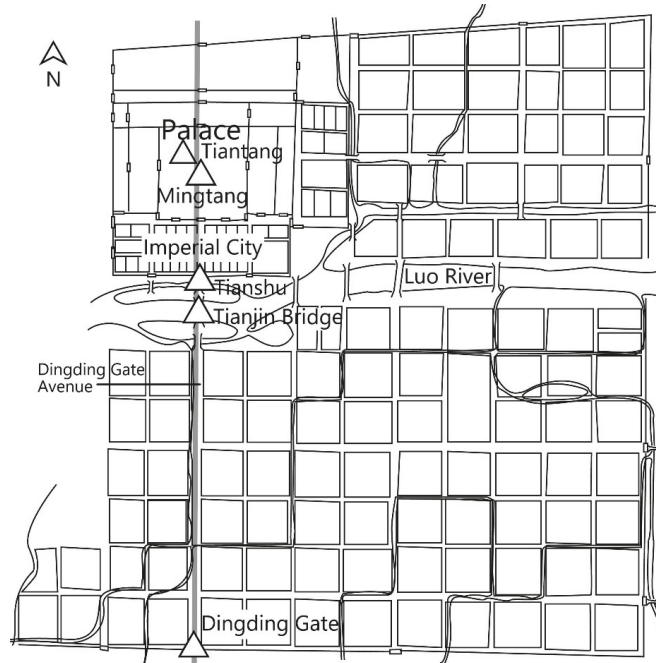 N
Palace
Tiantang
Mingtang
Imperial City
Luo River
Tianshu
Tianjin Bridge
Dingding Gate
Avenue
Dingding Gate